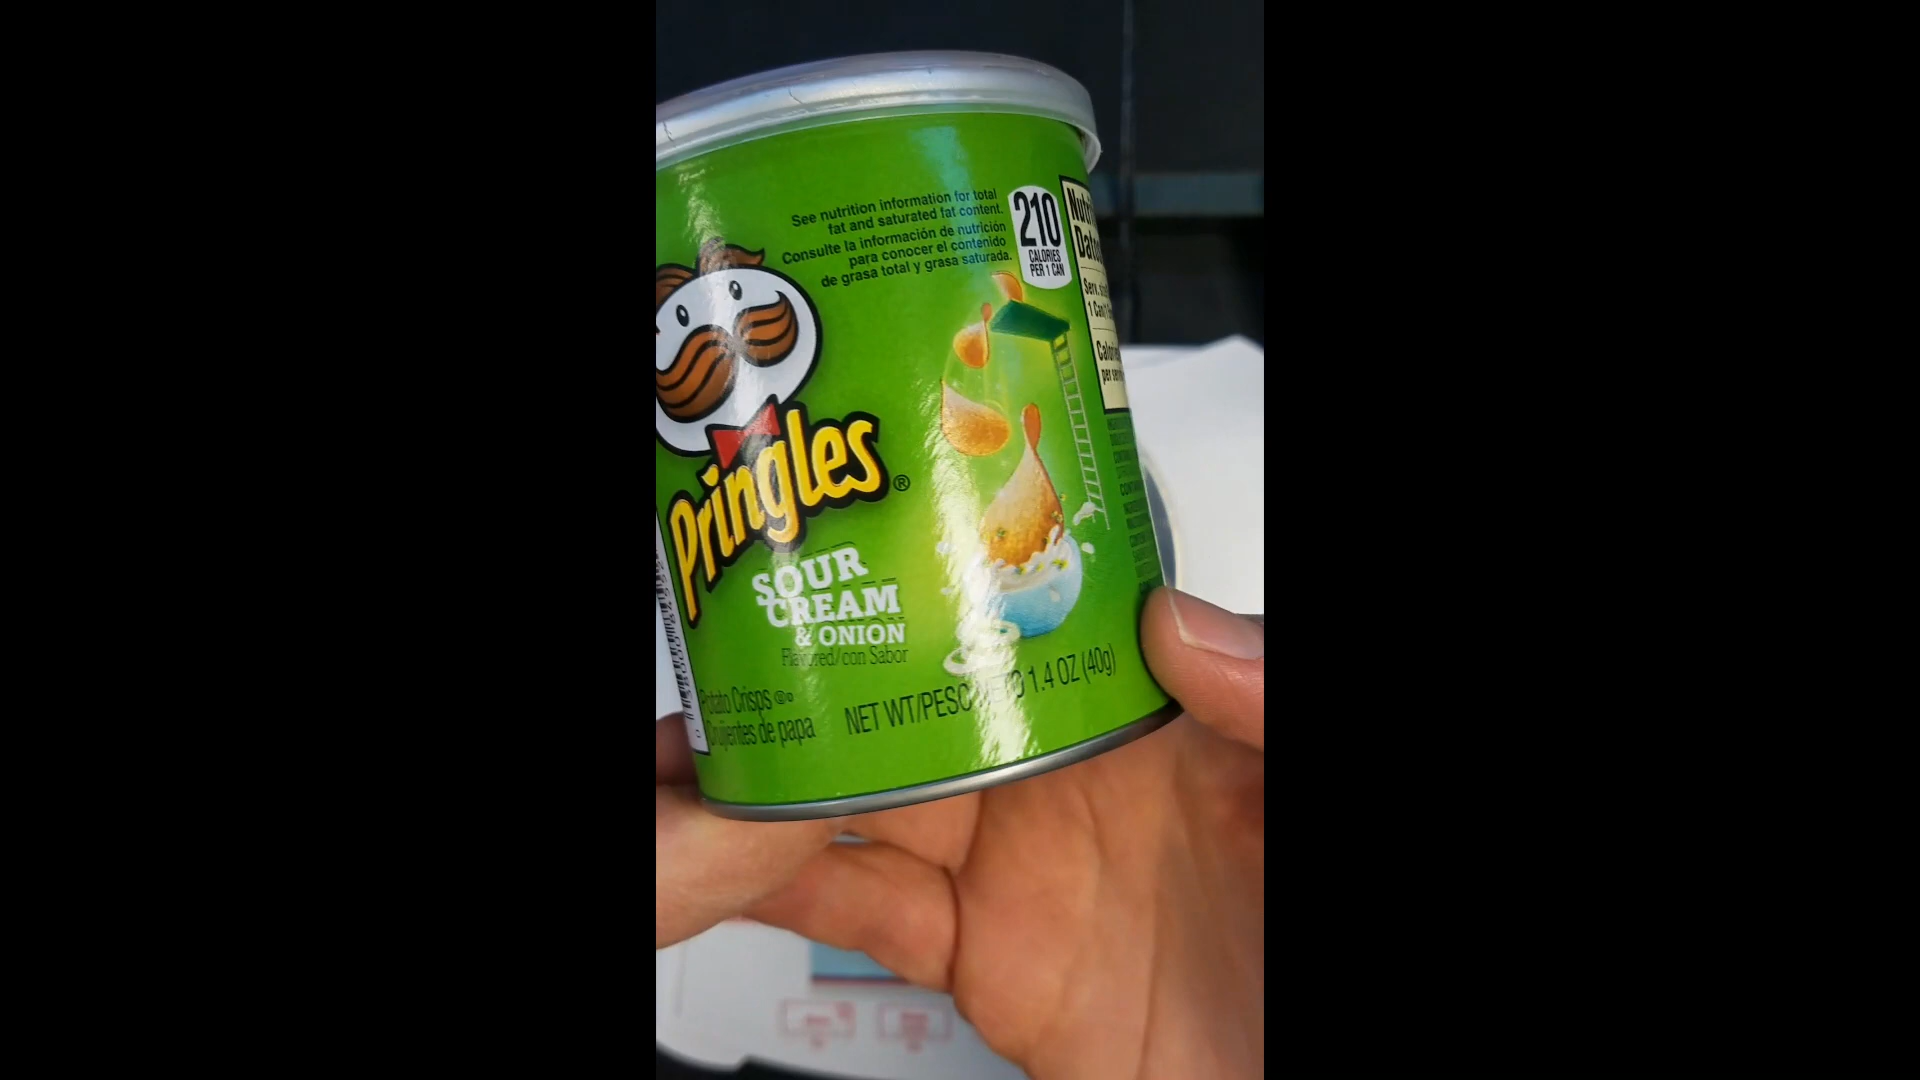 See nutrition information for total
fat and saturated fat content.
Consulte la información de nutrición
para conocer el contenido
de grasa total y grasa saturada.
210
CALORIES
PER 1 CAN
Pringles®
SOUR
CREAM
& ONION
Flavored/con Sabor
Potato Crisps
Crujientes de papa
NET WT/PESO NETO 1.4 OZ (40g)